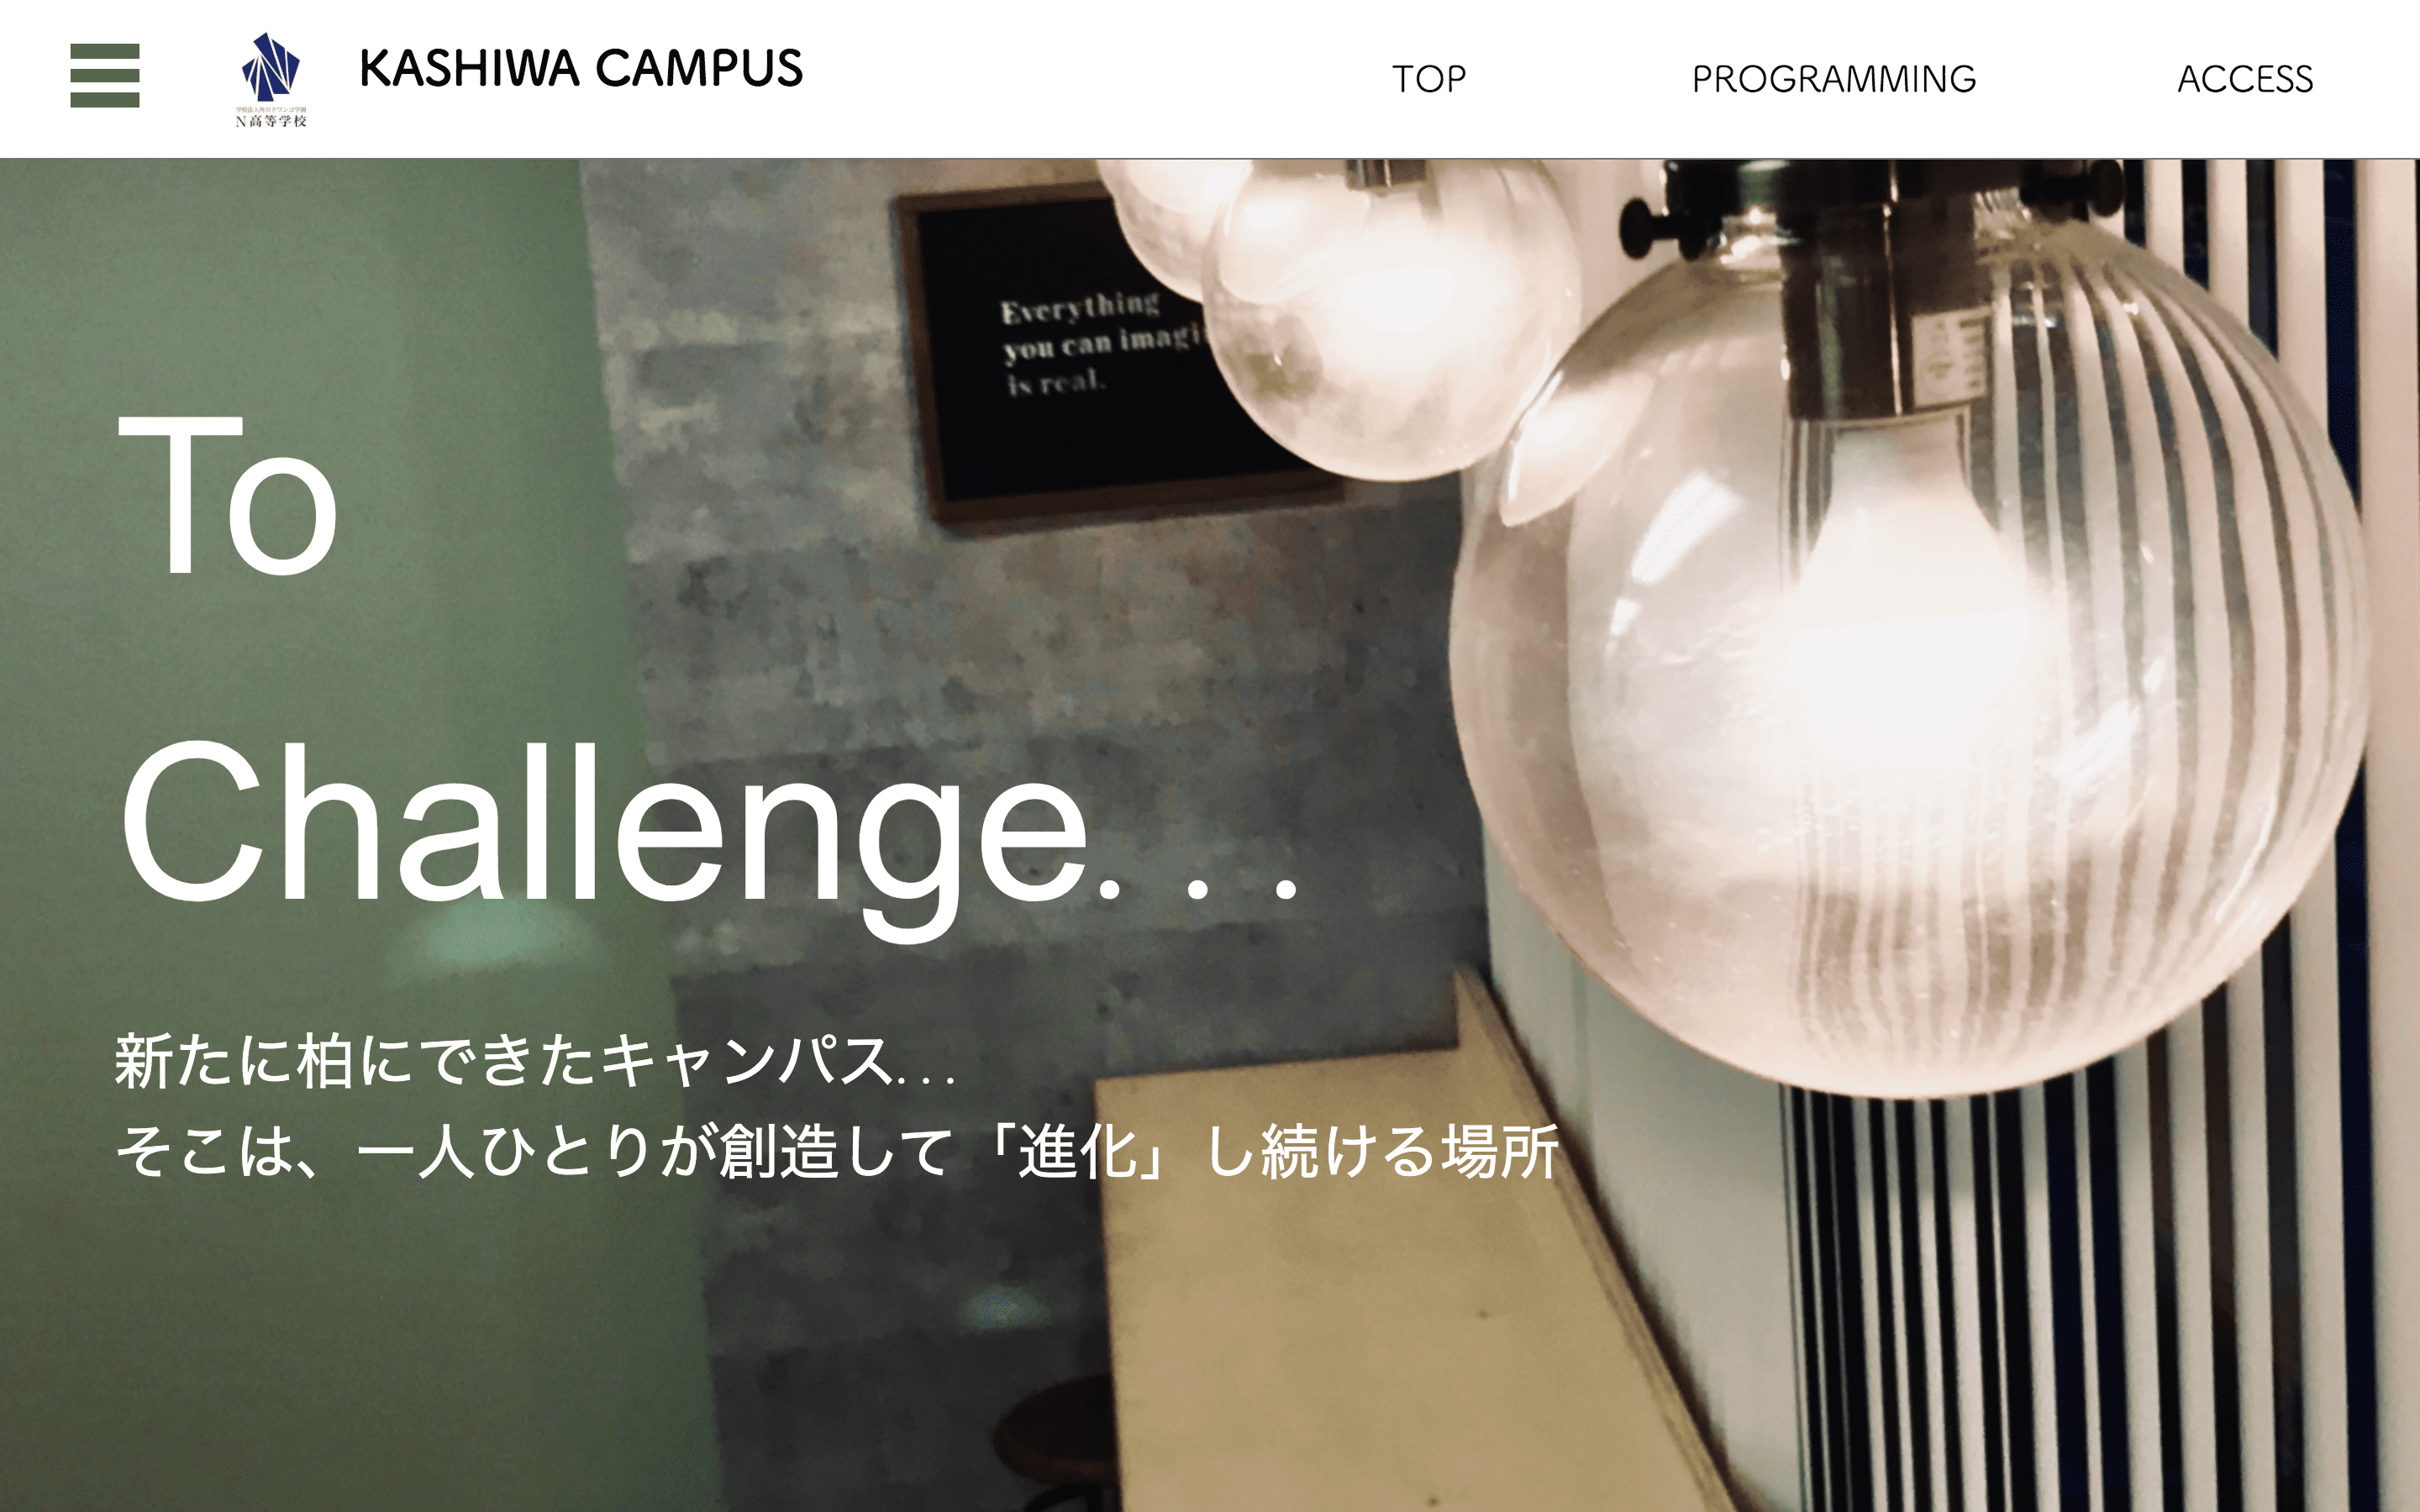 KASHIWA CAMPUS
TOP
PROGRAMMING
ACCESS
学校法人角川ドワンゴ学園
N高等学校
Everything
you can
is real.
To
Challenge...
新たに柏にできたキャンパス...
そこは、一人ひとりが創造して「進化」し続ける場所